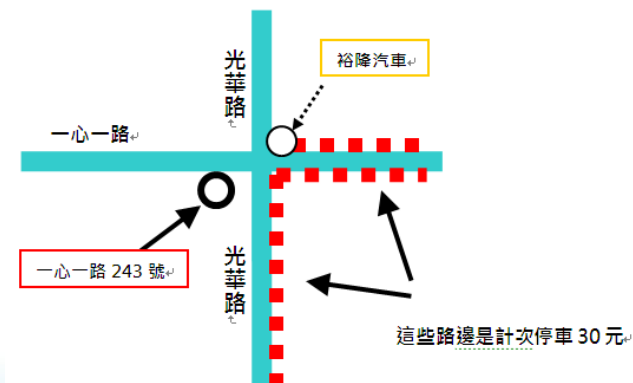 光華路
裕隆汽車
一心一路
一心一路 243 號
光華路
這些路邊是計次停車 30 元